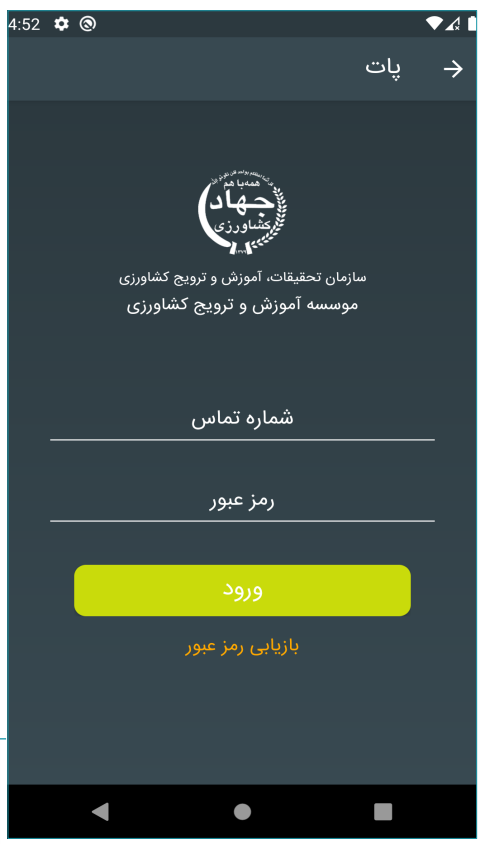 4:52
پات
همه با هم
جهاد
کشاورزی
سازمان تحقیقات، آموزش و ترویج کشاورزی
موسسه آموزش و ترویج کشاورزی
شماره تماس
رمز عبور
ورود
بازیابی رمز عبور